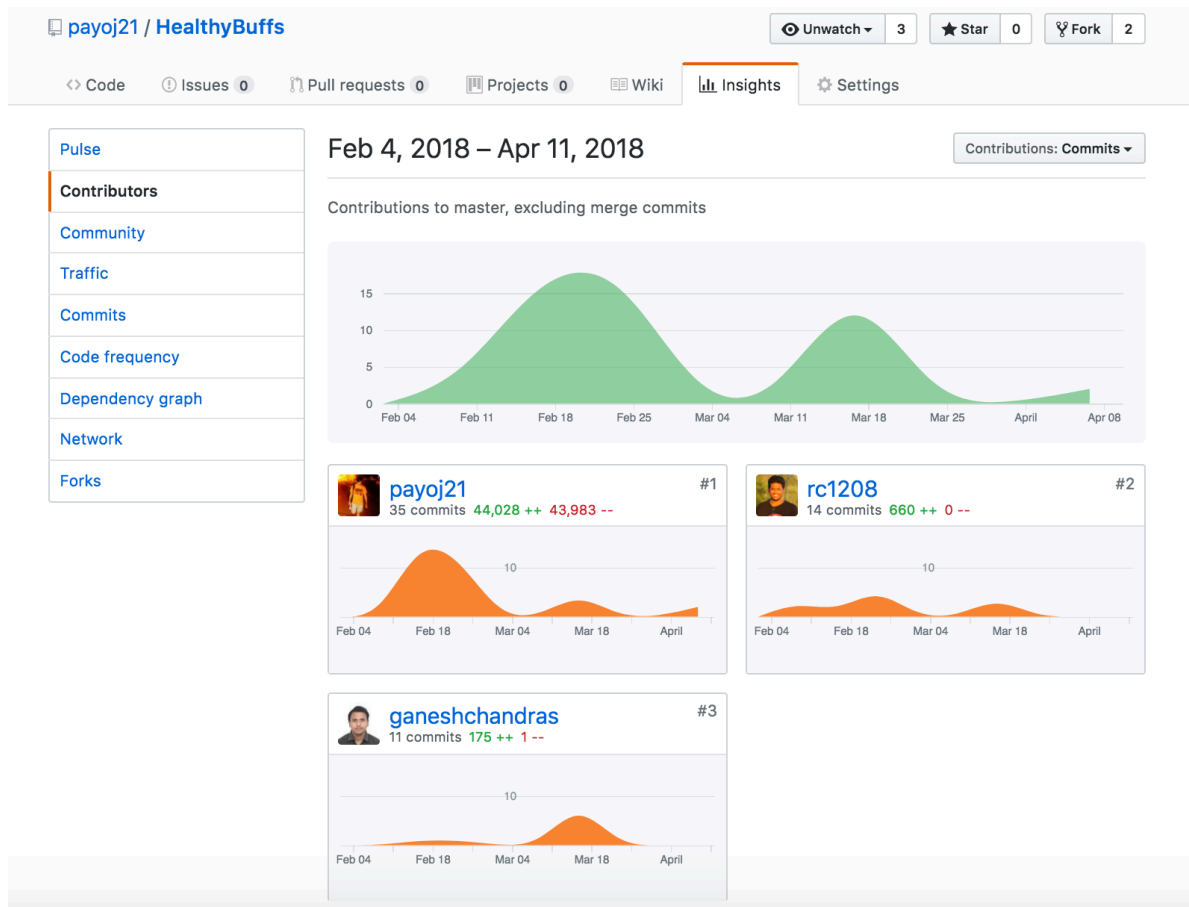 payoj21 / HealthyBuffs
Unwatch 3 Star 0 Fork 2
Code Issues 0 Pull requests 0 Projects 0 Wiki Insights Settings
Pulse
Contributors
Community
Traffic
Commits
Code frequency
Dependency graph
Network
Forks
Feb 4, 2018 – Apr 11, 2018
Contributions: Commits
Contributions to master, excluding merge commits
15
10
5
0
Feb 04 Feb 11 Feb 18 Feb 25 Mar 04 Mar 11 Mar 18 Mar 25 April Apr 08
payoj21 #1
35 commits 44,028 ++ 43,983 --
10
Feb 04 Feb 18 Mar 04 Mar 18 April
rc1208 #2
14 commits 660 ++ 0 --
10
Feb 04 Feb 18 Mar 04 Mar 18 April
ganeshchandras #3
11 commits 175 ++ 1 --
10
Feb 04 Feb 18 Mar 04 Mar 18 April